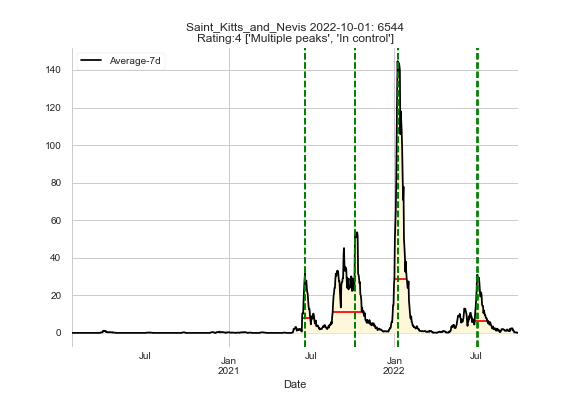 Saint_Kitts_and_Nevis 2022-10-01: 6544
Rating:4 ['Multiple peaks', 'In control']
Average-7d
140
120
100
80
60
40
20
0
Jul
Jan
2021
Jul
Jan
2022
Jul
Date